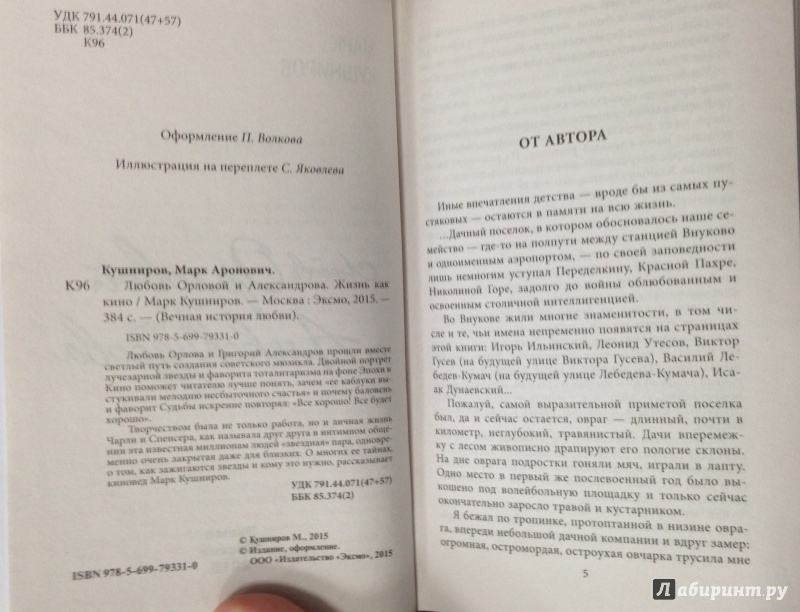 УДК 791.44.071(47+57)
ББК 85.374(2)
К96
Оформление П. Волкова
Иллюстрация на переплете С. Яковлева
Кушниров, Марк Аронович.
К96 Любовь Орловой и Александрова. Жизнь как
кино / Марк Кушниров. — Москва : Эксмо, 2015. —
384 с. — (Вечная история любви).
ISBN 978-5-699-79331-0
Любовь Орлова и Григорий Александров прошли вместе
светлый путь создания советского мюзикла. Двойной портрет
лучезарной звезды и фаворита тоталитаризма на фоне Эпохи и
Кино поможет читателю лучше понять, зачем «ее каблуки вы-
стукивали мелодию несбыточного счастья» и почему баловень
и фаворит Судьбы искренне повторял: «Все хорошо! Все будет
хорошо».
Творчеством была не только работа, но и личная жизнь
Чарли и Спенсера, как называла друг друга в интимном обще-
нии эта известная миллионам людей «звездная» пара, одновре-
менно очень закрытая даже для близких. О многих ее тайнах,
о том, как зажигаются звезды и кому это нужно, рассказывает
киновед Марк Кушниров.
УДК 791.44.071(47+57)
ББК 85.374(2)
© Кушниров М., 2015
© Издание, оформление.
ООО «Издательство «Эксмо», 2015
ISBN 978-5-699-79331-0
ОТ АВТОРА
Иные впечатления детства — вроде бы из самых пу-
стяковых — остаются в памяти на всю жизнь.
...Дачный поселок, в котором обосновалось наше се-
мейство — где-то на полпути между станцией Внуково
и одноименным аэропортом, — по своей заповедности
лишь немногим уступал Переделкину, Красной Пахре,
Николиной Горе, задолго до войны облюбованным и
освоенным столичной интеллигенцией.
Во Внукове жили многие знаменитости, в том чи-
сле и те, чьи имена непременно появятся на страницах
этой книги: Игорь Ильинский, Леонид Утесов, Виктор
Гусев (на будущей улице Виктора Гусева), Василий Ле-
бедев-Кумач (на будущей улице Лебедева-Кумача), Иса-
ак Дунаевский...
Пожалуй, самой выразительной приметой поселка
был, да и сейчас остается, овраг — длинный, почти в
километр, неглубокий, травянистый. Дачи вперемеж-
ку с лесом живописно драпируют его пологие склоны.
На дне оврага подростки гоняли мяч, играли в лапту.
Одно место в первый же послевоенный год было вы-
кошено под волейбольную площадку и только сейчас
окончательно заросло травой и кустарником.
Я бежал по тропинке, протоптанной в низине овра-
га, впереди небольшой дачной компании и вдруг замер:
огромная, остромордая, остроухая овчарка трусила мне
5
Лабиринт.ру